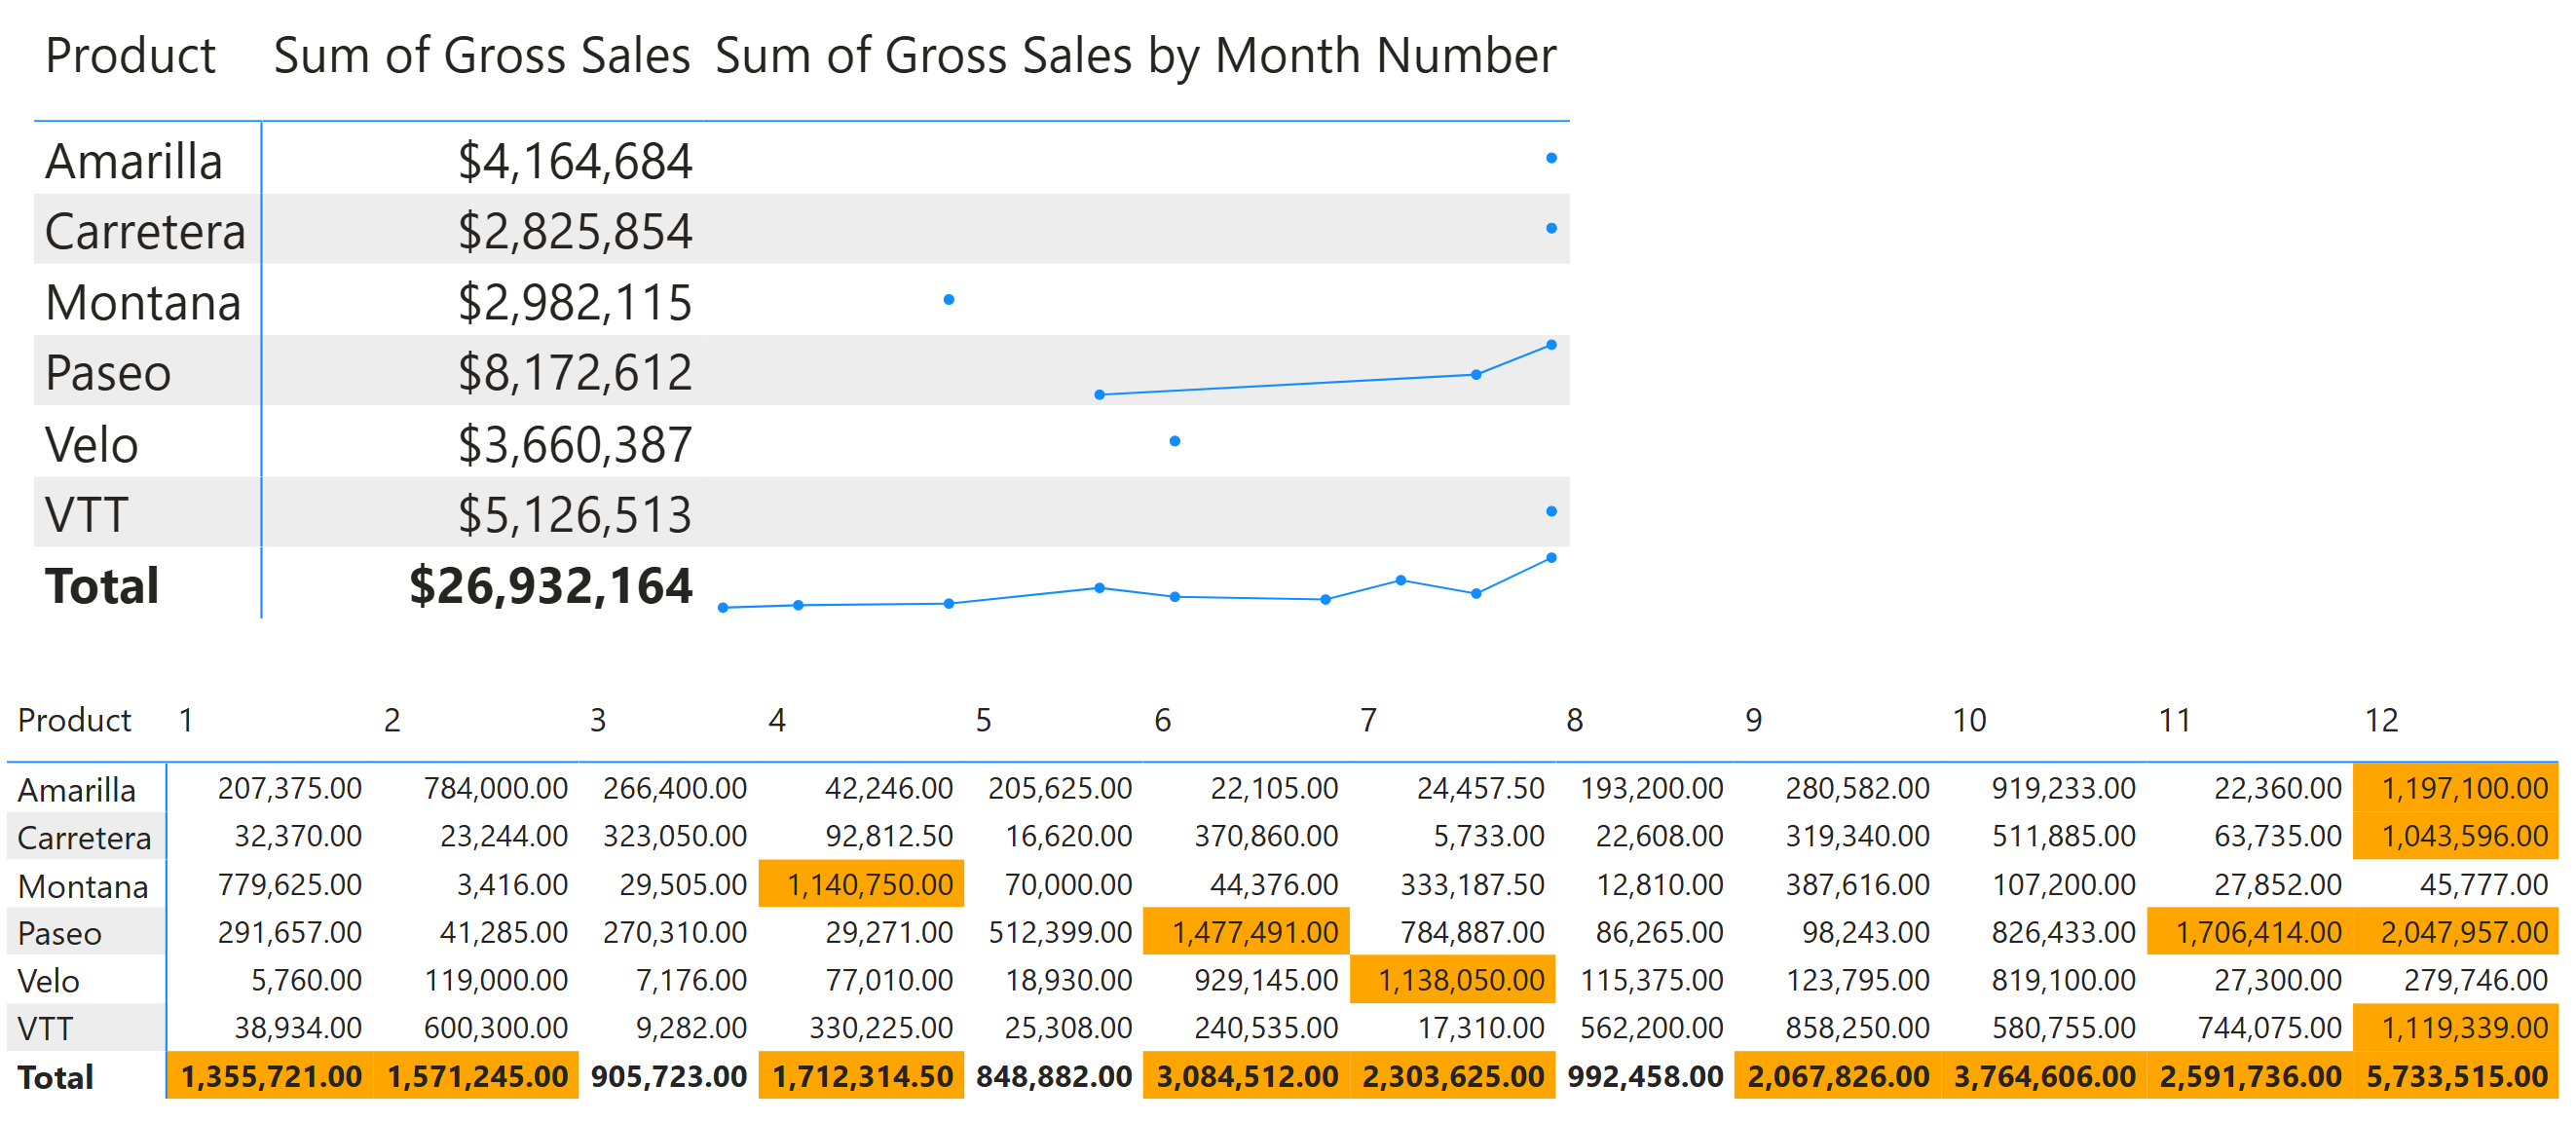 Product Sum of Gross Sales Sum of Gross Sales by Month Number
Amarilla $4,164,684
Carretera $2,825,854
Montana $2,982,115
Paseo $8,172,612
Velo $3,660,387
VTT $5,126,513
Total $26,932,164
Product 1 2 3 4 5 6 7 8 9 10 11 12
Amarilla 207,375.00 784,000.00 266,400.00 42,246.00 205,625.00 22,105.00 24,457.50 193,200.00 280,582.00 919,233.00 22,360.00 1,197,100.00
Carretera 32,370.00 23,244.00 323,050.00 92,812.50 16,620.00 370,860.00 5,733.00 22,608.00 319,340.00 511,885.00 63,735.00 1,043,596.00
Montana 779,625.00 3,416.00 29,505.00 1,140,750.00 70,000.00 44,376.00 333,187.50 12,810.00 387,616.00 107,200.00 27,852.00 45,777.00
Paseo 291,657.00 41,285.00 270,310.00 29,271.00 512,399.00 1,477,491.00 784,887.00 86,265.00 98,243.00 826,433.00 1,706,414.00 2,047,957.00
Velo 5,760.00 119,000.00 7,176.00 77,010.00 18,930.00 929,145.00 1,138,050.00 115,375.00 123,795.00 819,100.00 27,300.00 279,746.00
VTT 38,934.00 600,300.00 9,282.00 330,225.00 25,308.00 240,535.00 17,310.00 562,200.00 858,250.00 580,755.00 744,075.00 1,119,339.00
Total 1,355,721.00 1,571,245.00 905,723.00 1,712,314.50 848,882.00 3,084,512.00 2,303,625.00 992,458.00 2,067,826.00 3,764,606.00 2,591,736.00 5,733,515.00